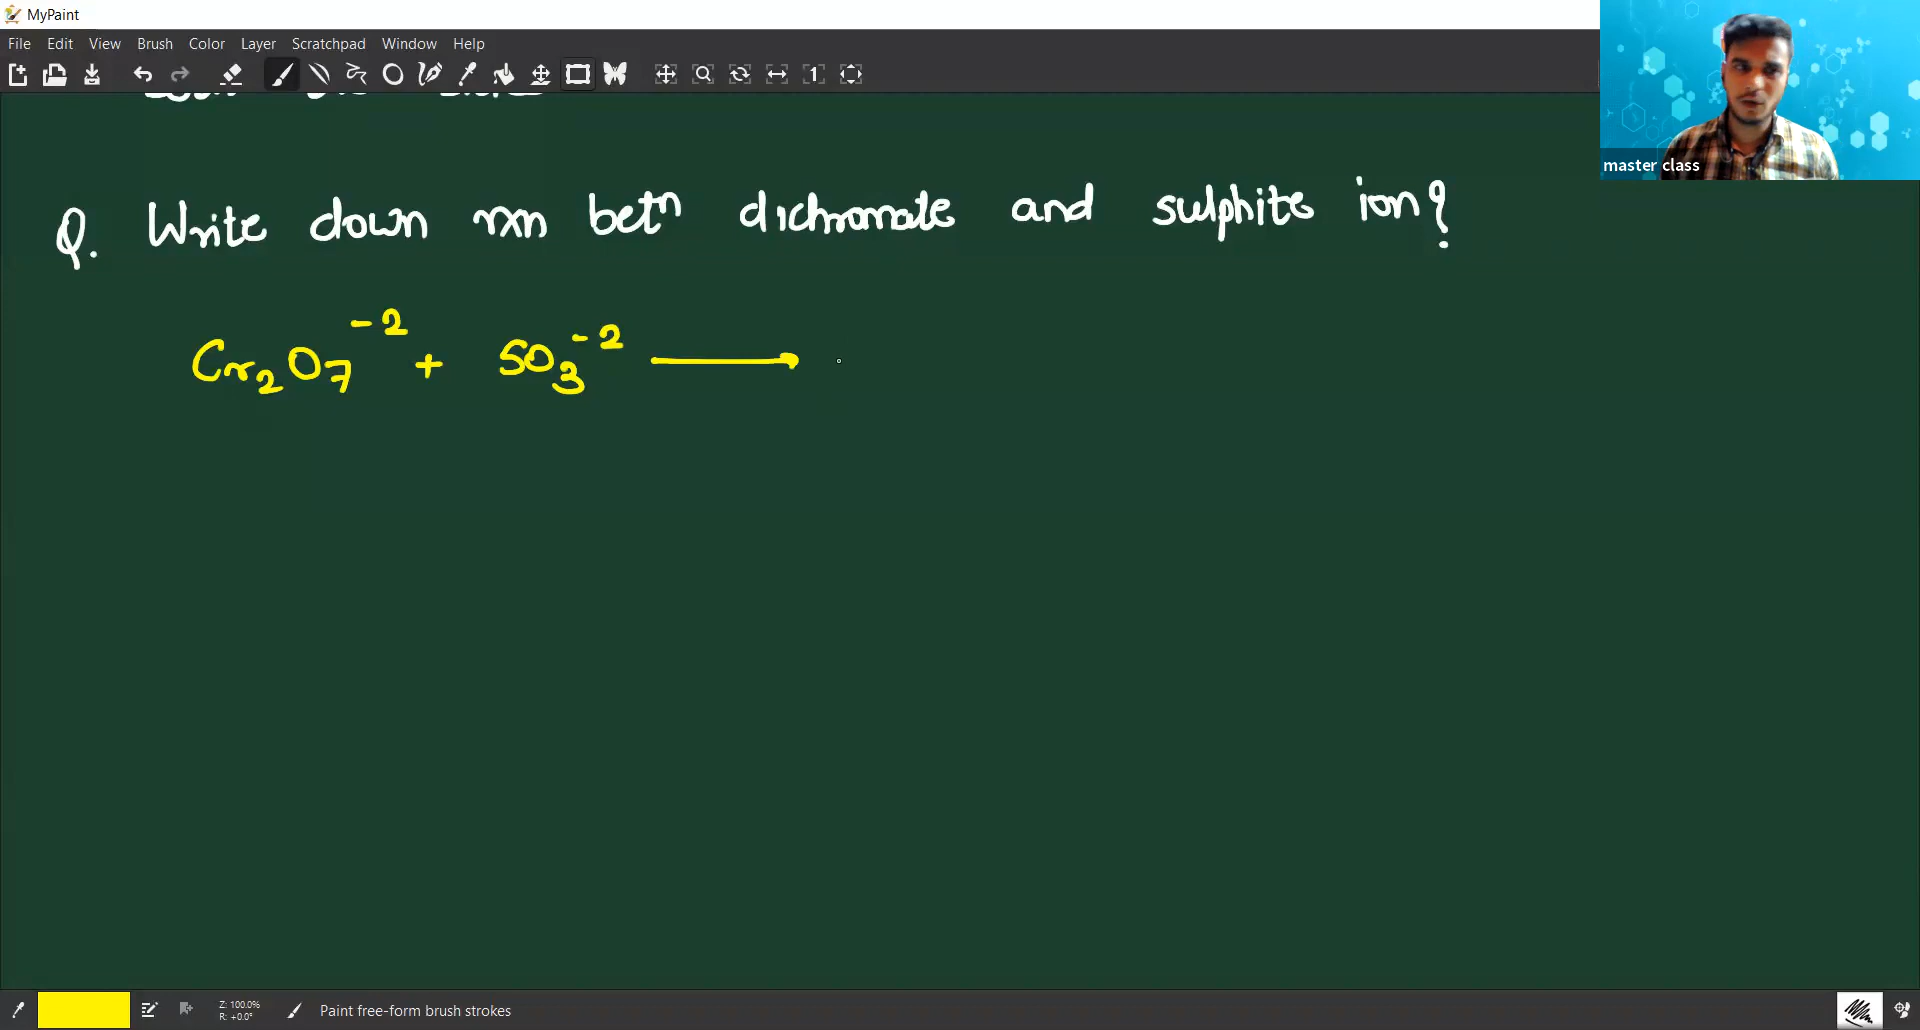 MyPaint
File Edit View Brush Color Layer Scratchpad Window Help
master class
Q. Write down rxn betn dichromate and sulphite ion?
Cr2O7-2 + SO3-2 →
Z: 100.0%
R: +0.0°
Paint free-form brush strokes